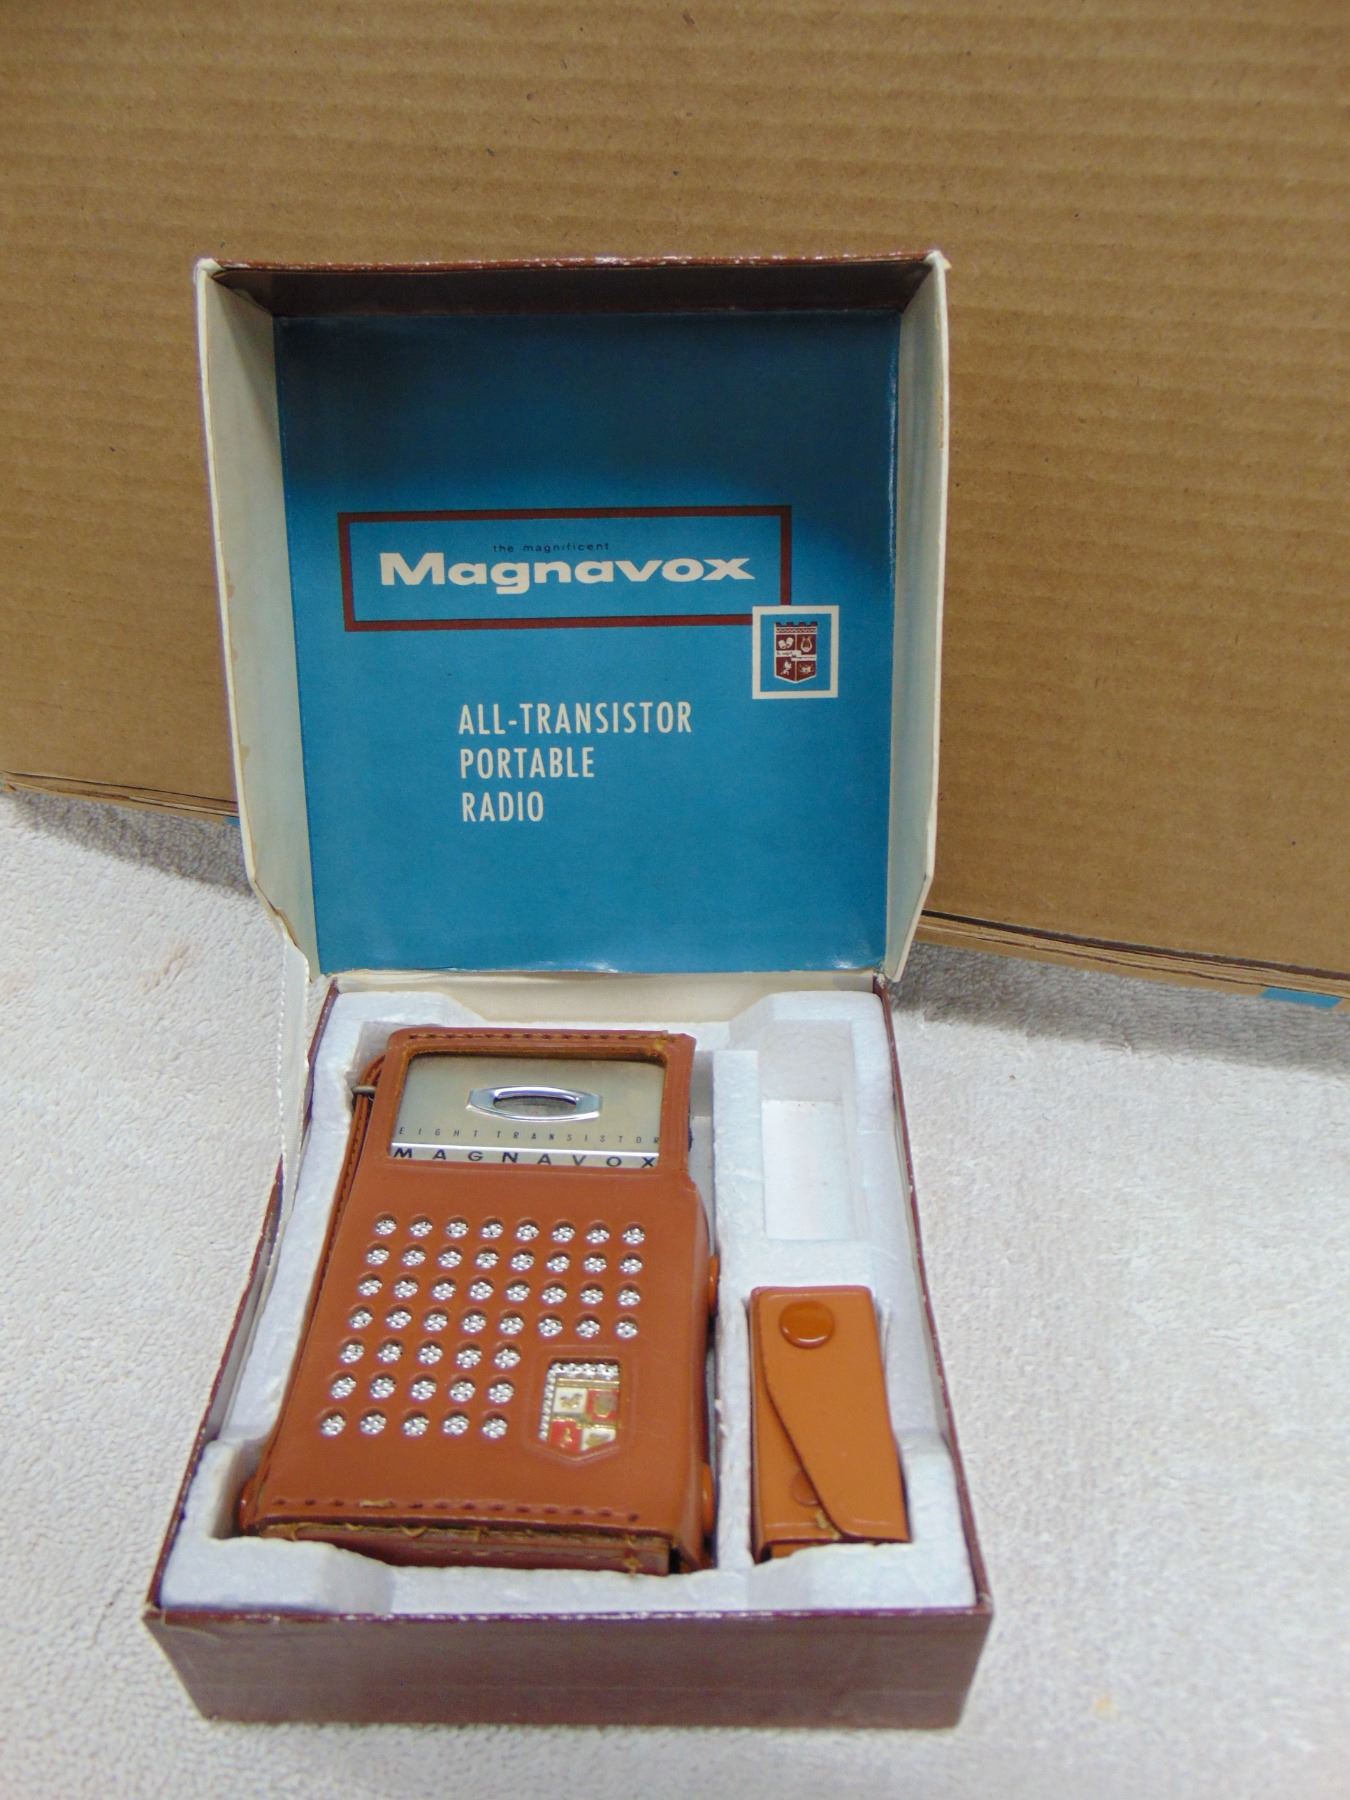 the magnificent
Magnavox
ALL-TRANSISTOR
PORTABLE
RADIO
EIGHT TRANSISTOR
MAGNAVOX